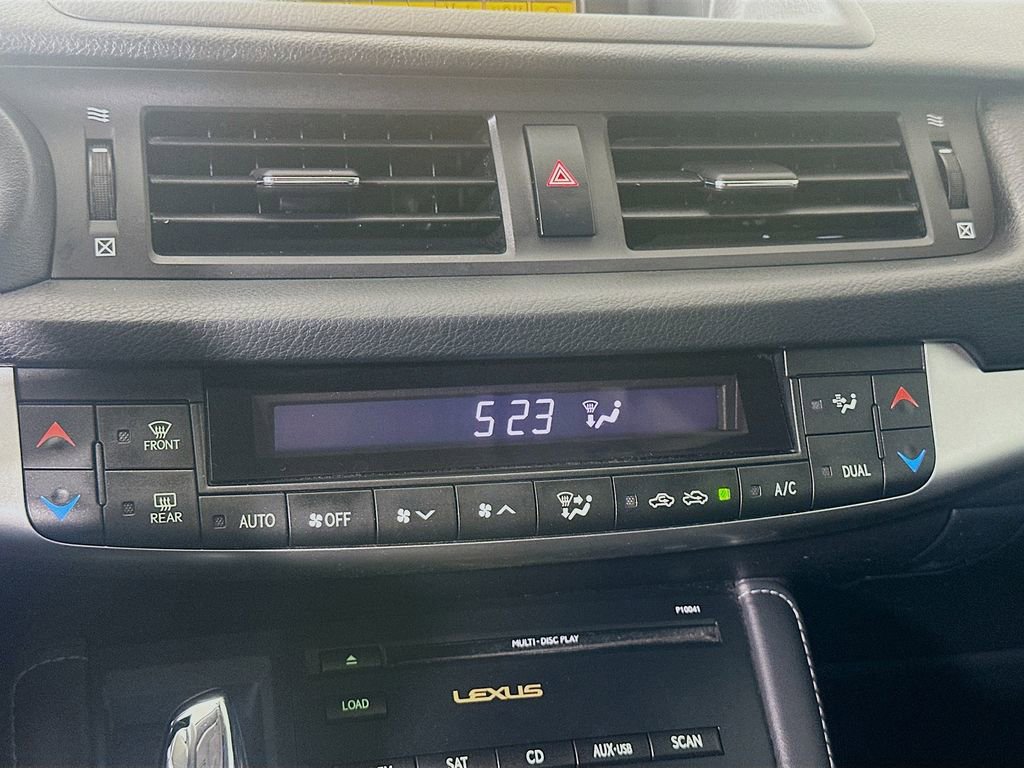 523
FRONT
REAR
AUTO
OFF
A/C
DUAL
P10041
MULTI-DISC PLAY
LOAD
LEXUS
SAT
CD
AUX·USB
SCAN